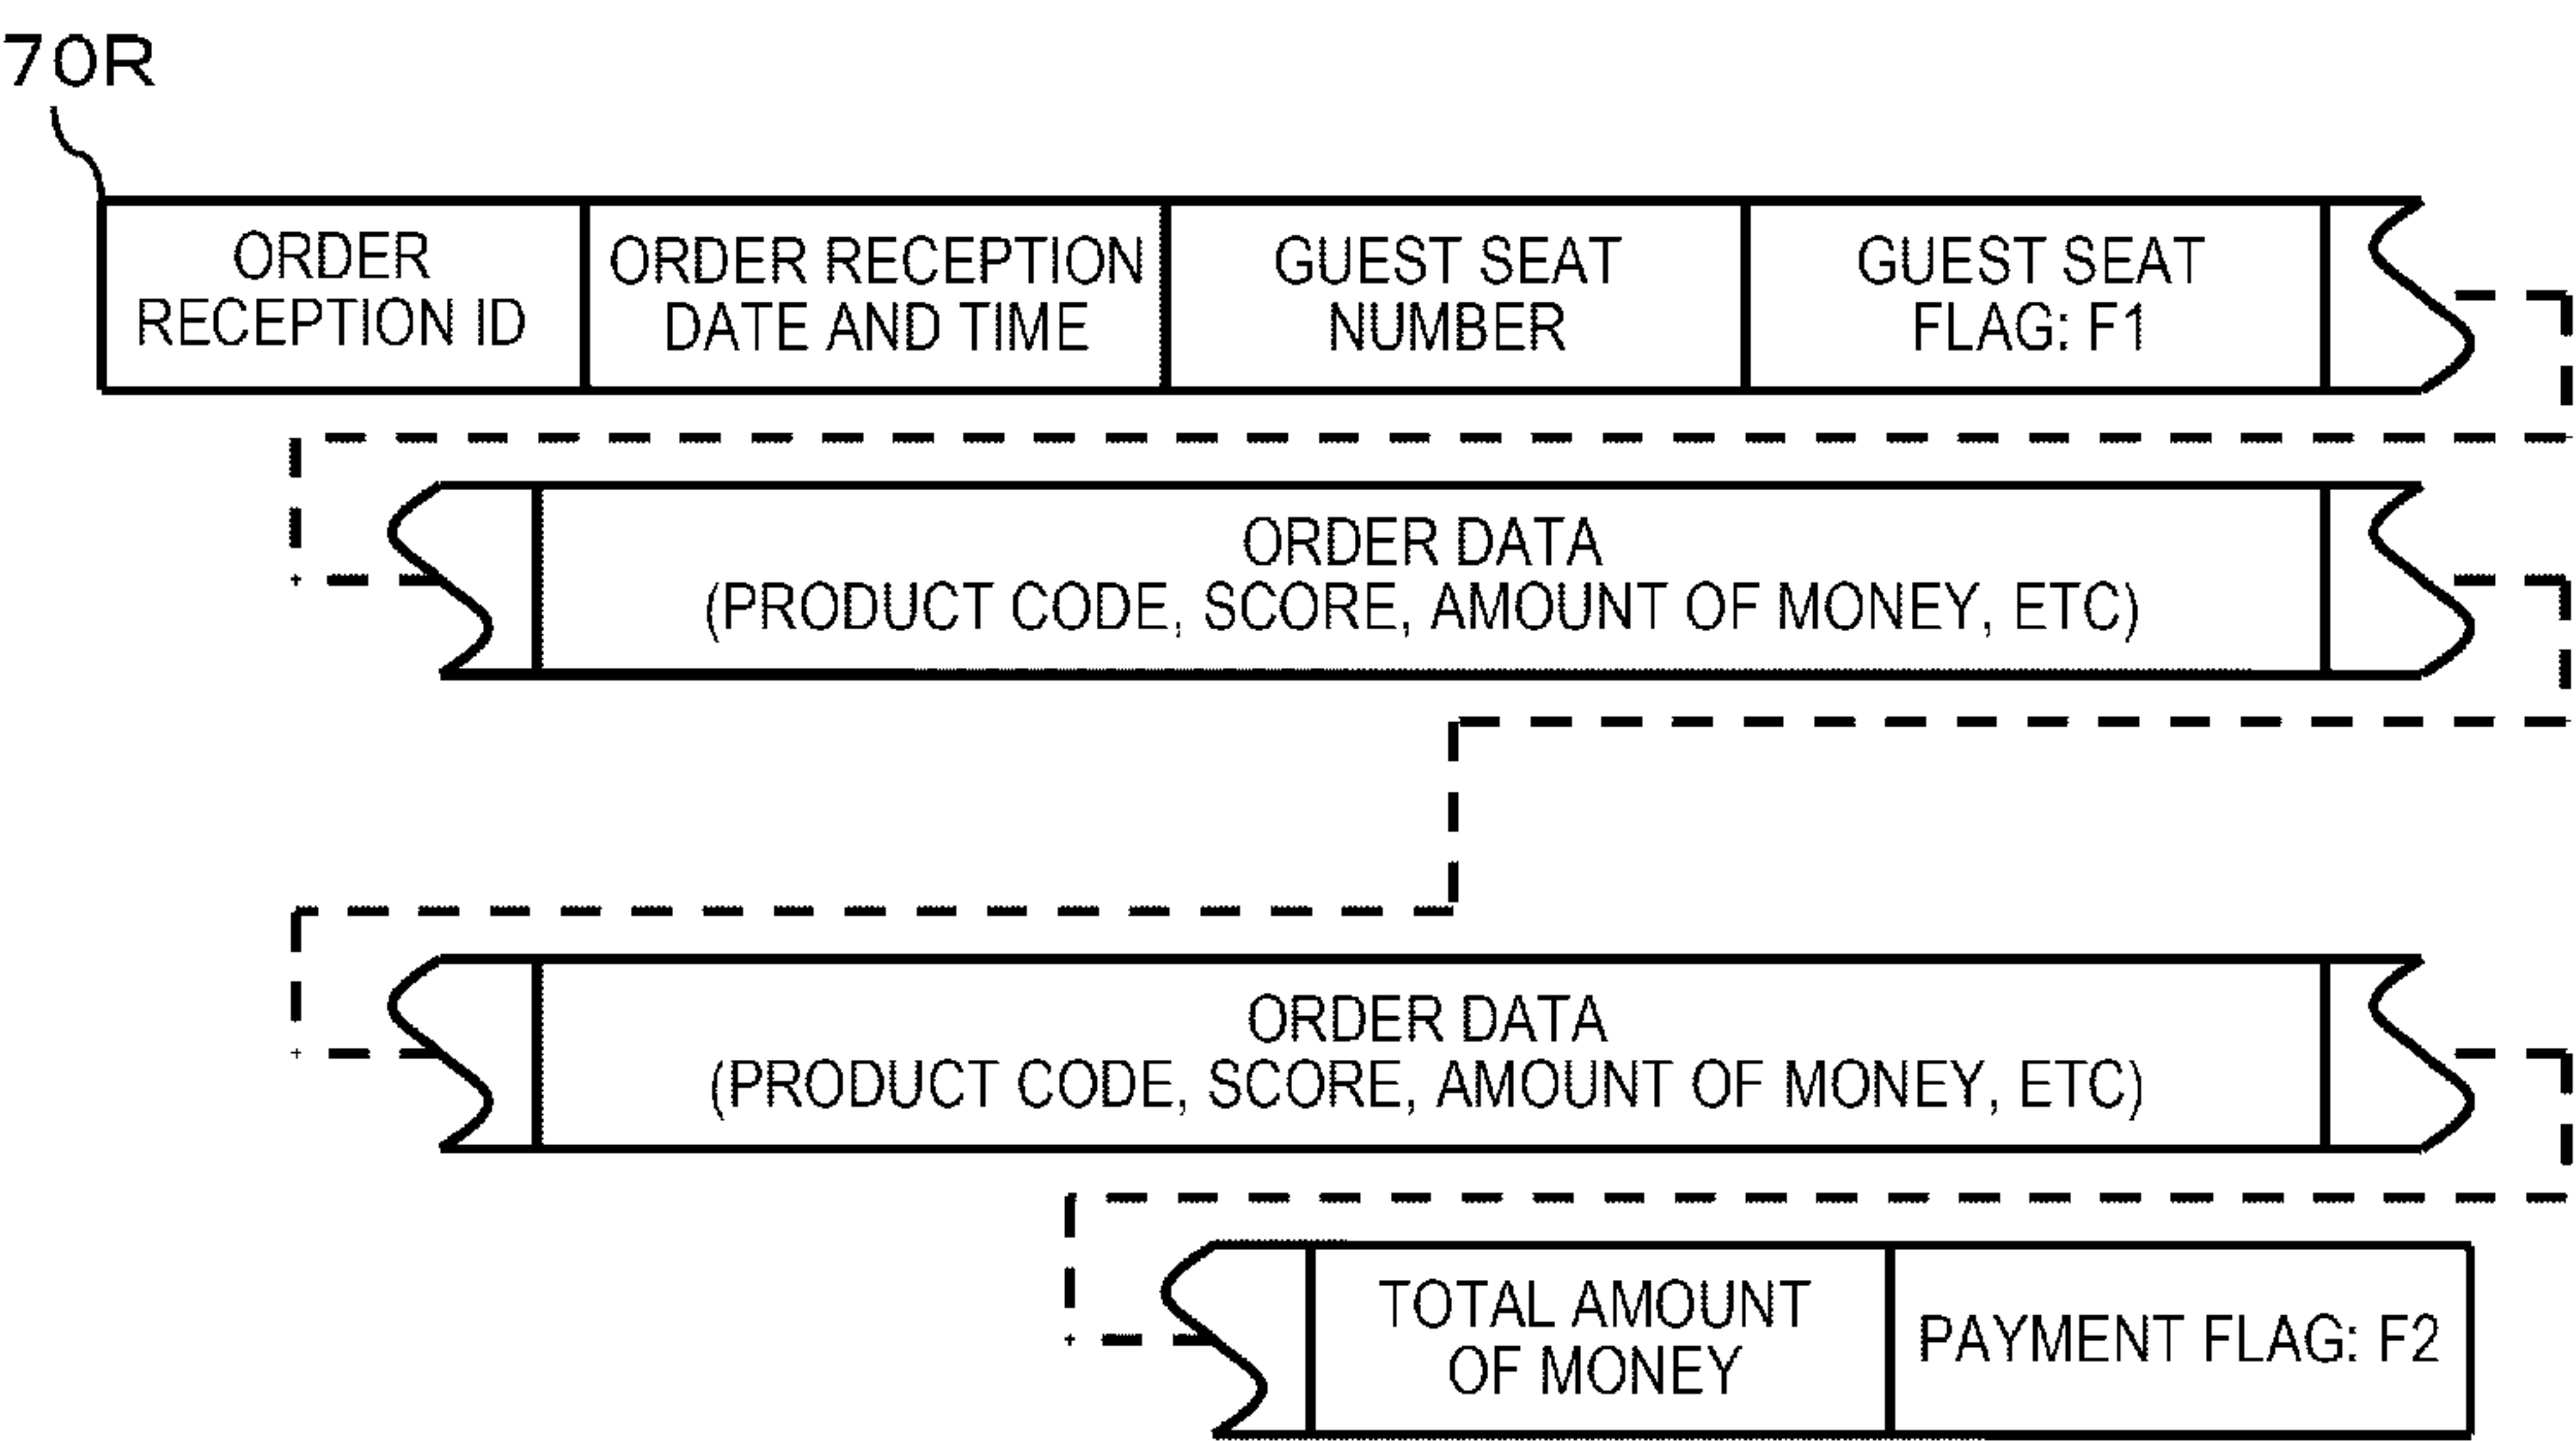 70R
ORDER
RECEPTION ID
ORDER RECEPTION
DATE AND TIME
GUEST SEAT
NUMBER
GUEST SEAT
FLAG: F1
ORDER DATA
(PRODUCT CODE, SCORE, AMOUNT OF MONEY, ETC)
ORDER DATA
(PRODUCT CODE, SCORE, AMOUNT OF MONEY, ETC)
TOTAL AMOUNT
OF MONEY
PAYMENT FLAG: F2